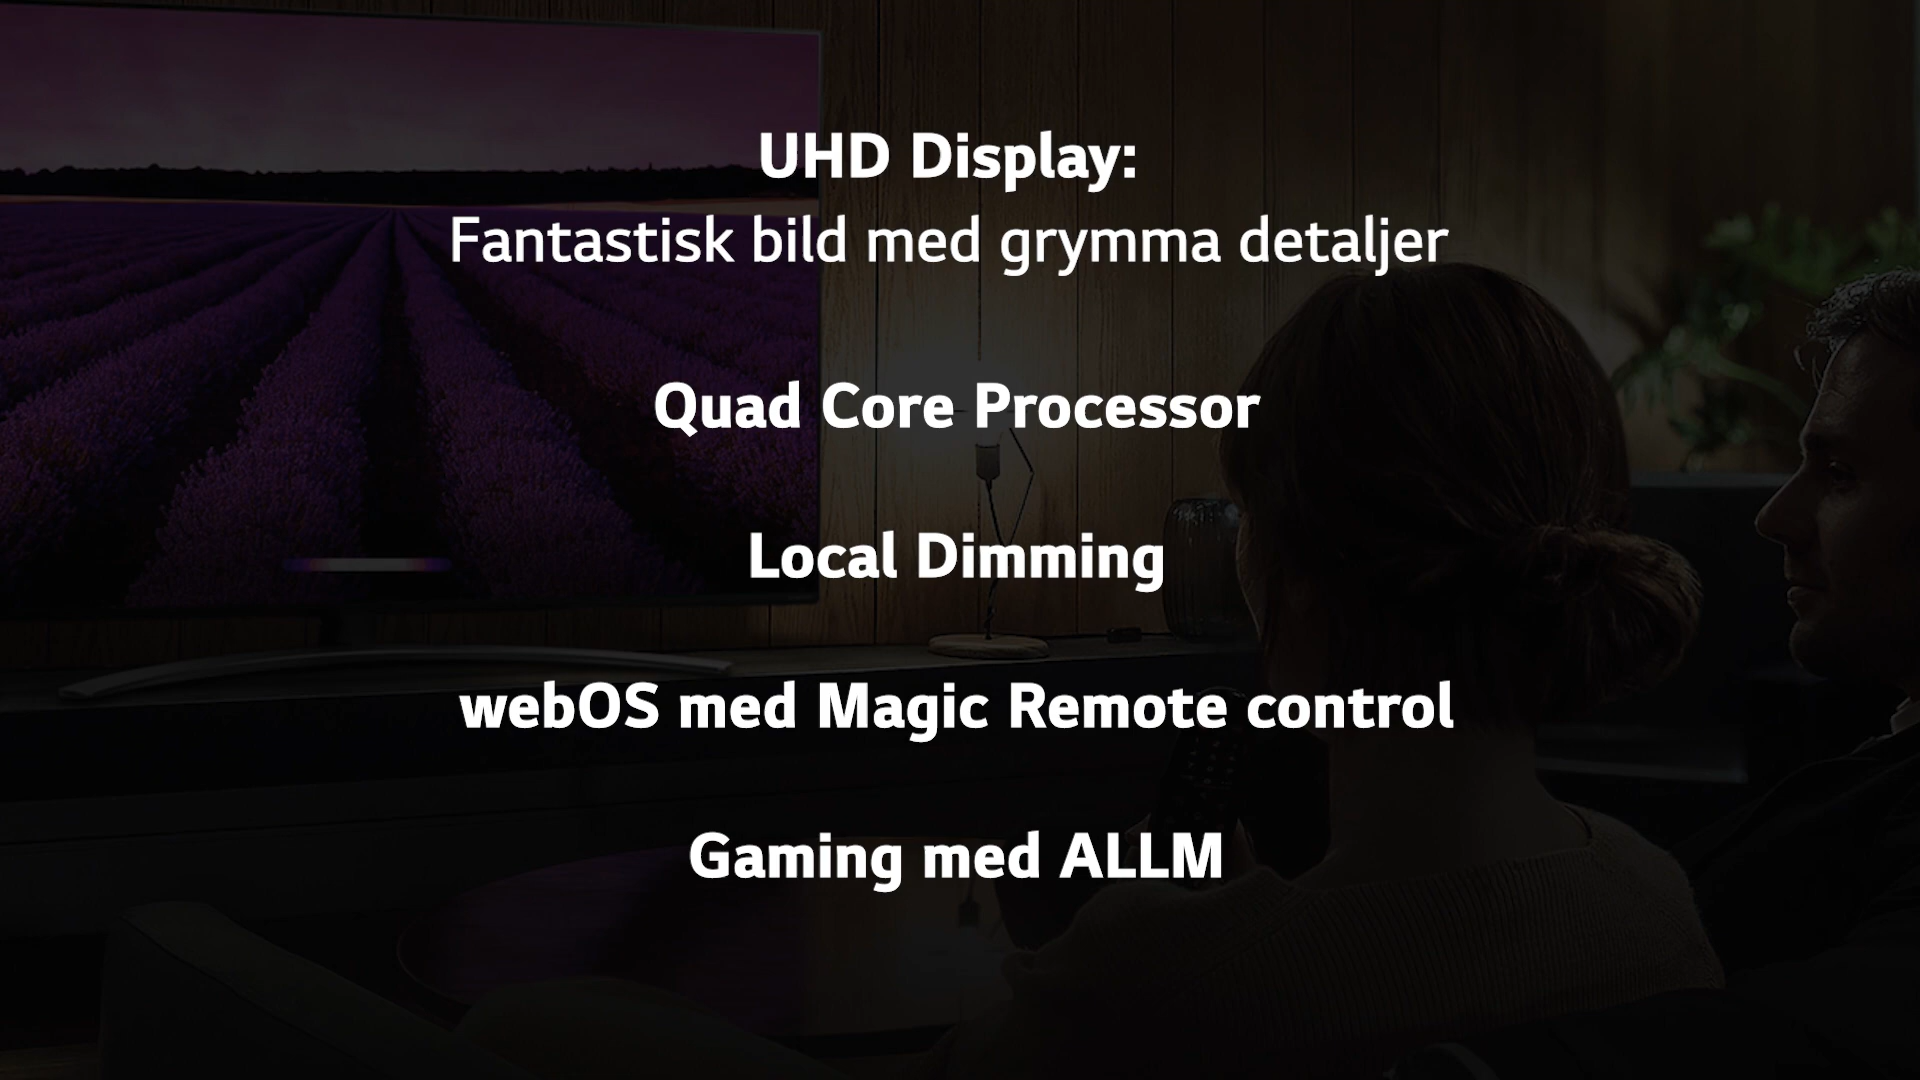 UHD Display:
Fantastisk bild med grymma detaljer
Quad Core Processor
Local Dimming
webOS med Magic Remote control
Gaming med ALLM